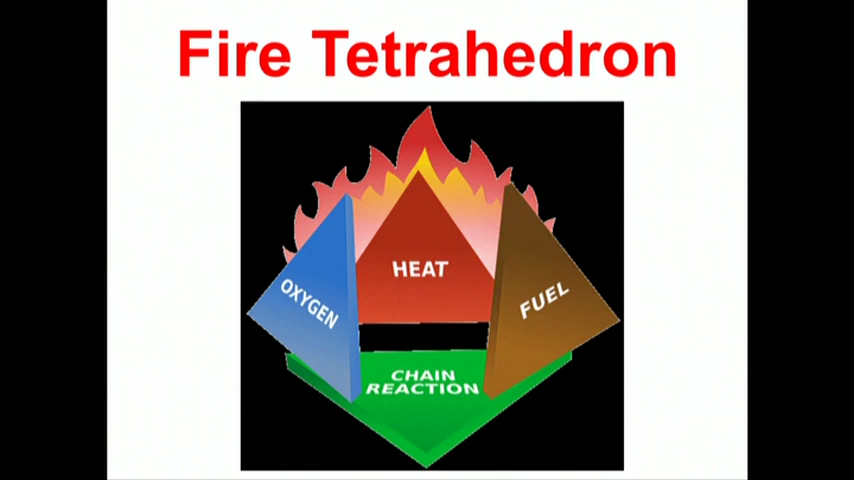 Fire Tetrahedron
HEAT
OXYGEN
FUEL
CHAIN
REACTION